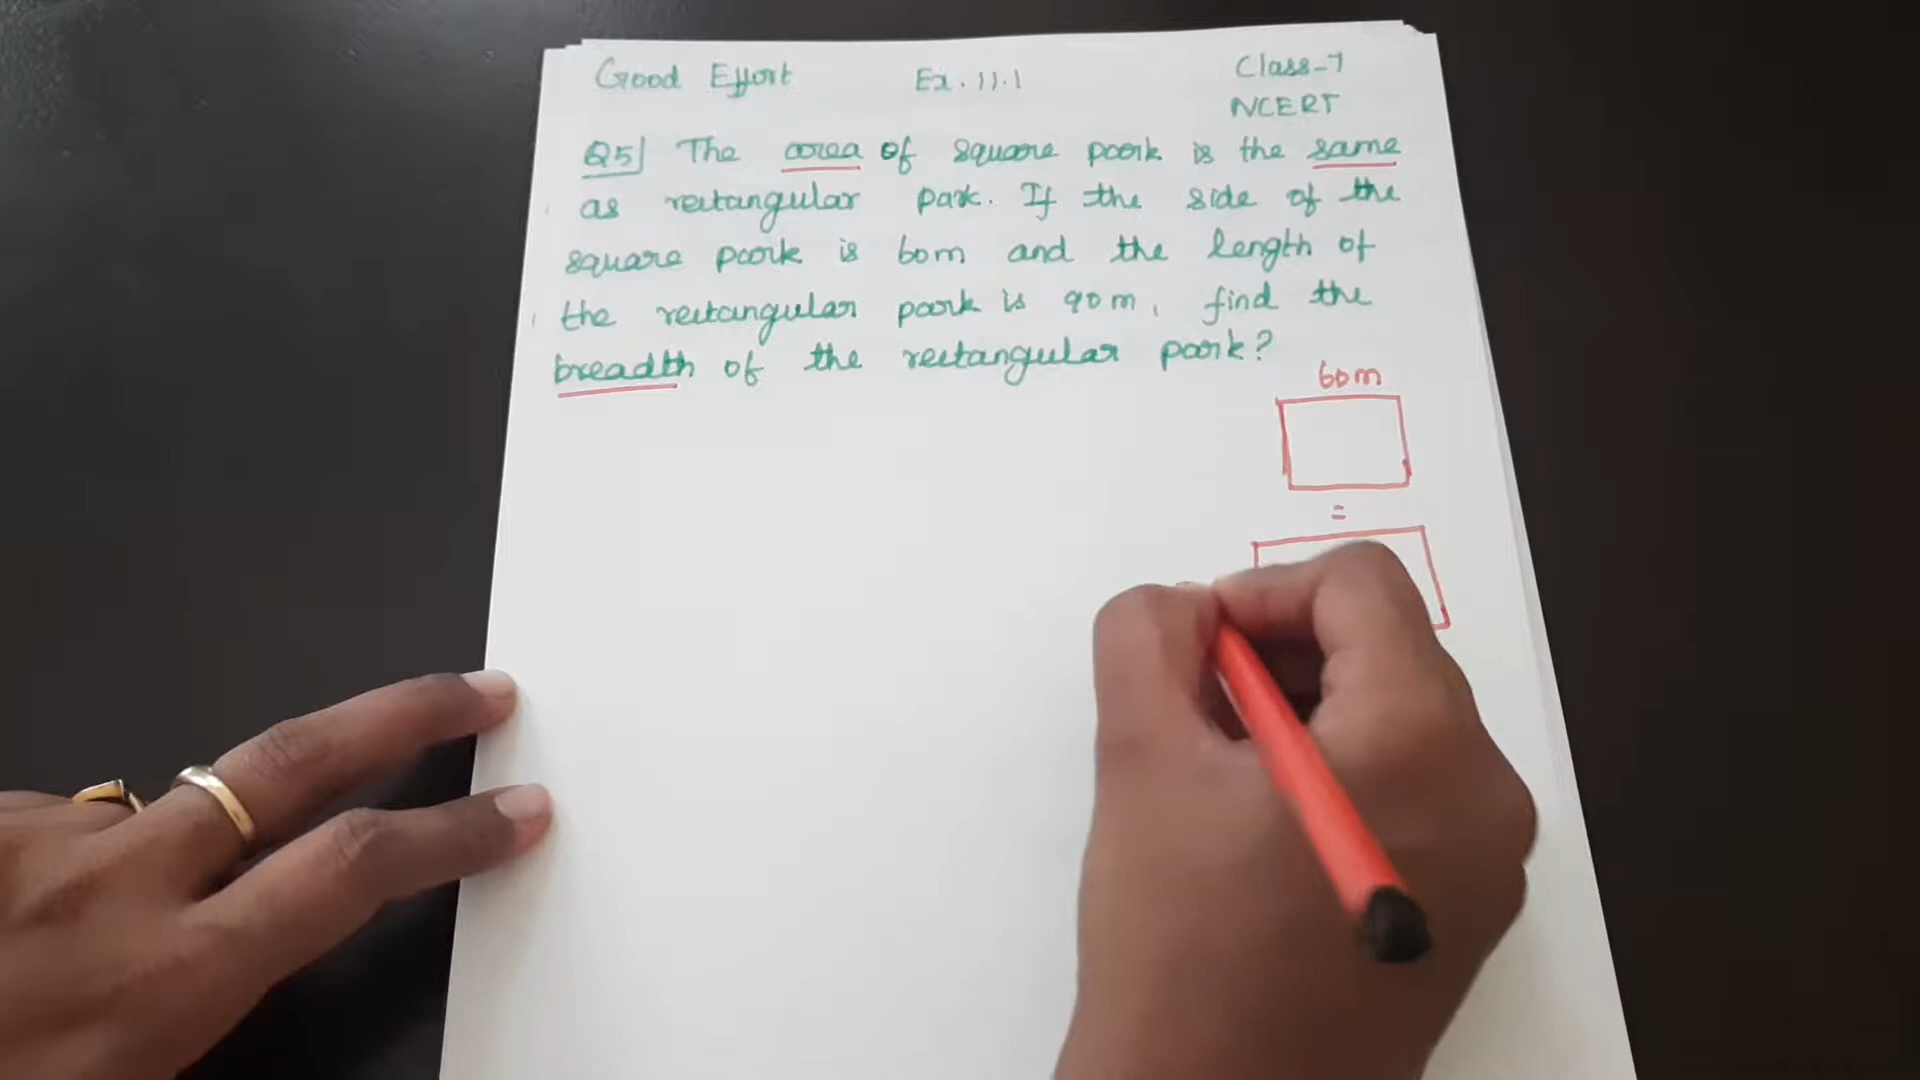 Good Effort Ex. 11.1 Class-7
NCERT
Q5] The area of square park is the same
as rectangular park. If the side of the
square park is 60m and the length of
the rectangular park is 90m, find the
breadth of the rectangular park?
60m
=